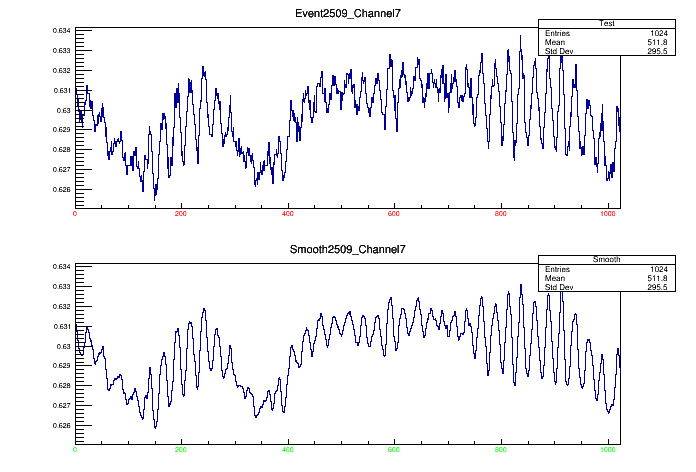 Event2509_Channel7
Test
Entries 1024
Mean 511.8
Std Dev 295.5
0.634
0.633
0.632
0.631
0.63
0.629
0.628
0.627
0.626
0 200 400 600 800 1000
Smooth2509_Channel7
Smooth
Entries 1024
Mean 511.8
Std Dev 295.5
0.634
0.633
0.632
0.631
0.63
0.629
0.628
0.627
0.626
0 200 400 600 800 1000